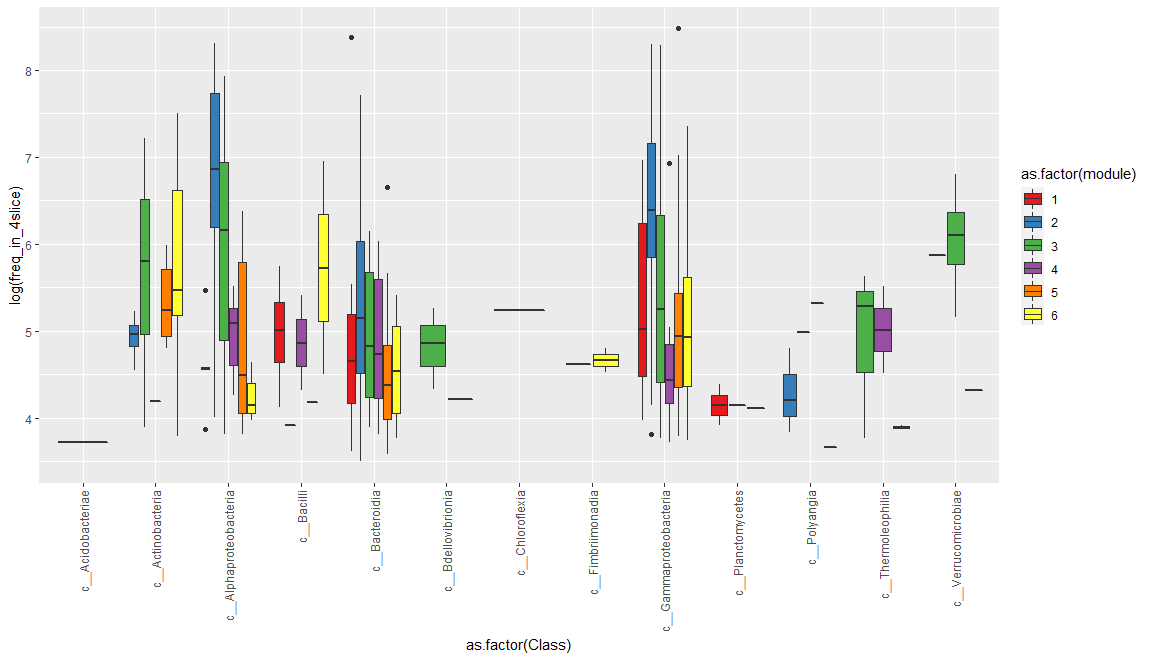 8
7
6
5
4
log(freq_in_4slice)
c__Acidobacteriae
c__Actinobacteria
c__Alphaproteobacteria
c__Bacilli
c__Bacteroidia
c__Bdellovibrionia
c__Chloroflexia
c__Fimbriimonadia
c__Gammaproteobacteria
c__Planctomycetes
c__Polyangia
c__Thermoleophilia
c__Verrucomicrobiae
as.factor(Class)
as.factor(module)
1
2
3
4
5
6